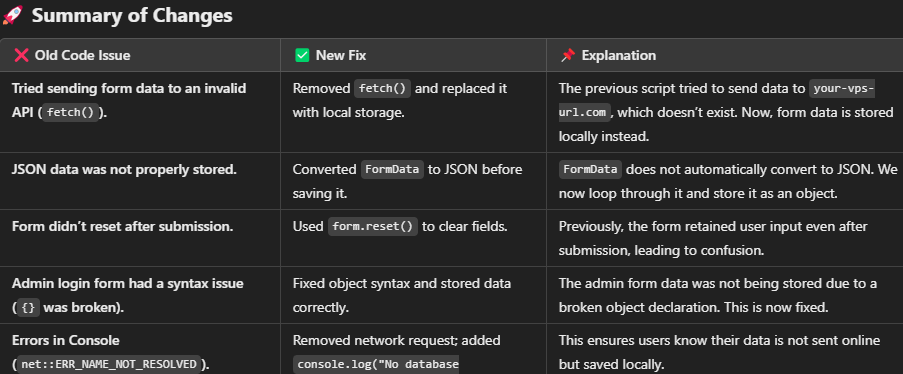 🚀 Summary of Changes
❌ Old Code Issue
✅ New Fix
📌 Explanation
Tried sending form data to an invalid
API (fetch()).
Removed fetch() and replaced it
with local storage.
The previous script tried to send data to your-vps-
url.com, which doesn’t exist. Now, form data is stored
locally instead.
JSON data was not properly stored.
Converted FormData to JSON before
saving it.
FormData does not automatically convert to JSON. We
now loop through it and store it as an object.
Form didn’t reset after submission.
Used form.reset() to clear fields.
Previously, the form retained user input even after
submission, leading to confusion.
Admin login form had a syntax issue
({} was broken).
Fixed object syntax and stored data
correctly.
The admin form data was not being stored due to a
broken object declaration. This is now fixed.
Errors in Console
(net::ERR_NAME_NOT_RESOLVED).
Removed network request; added
console.log("No database
This ensures users know their data is not sent online
but saved locally.